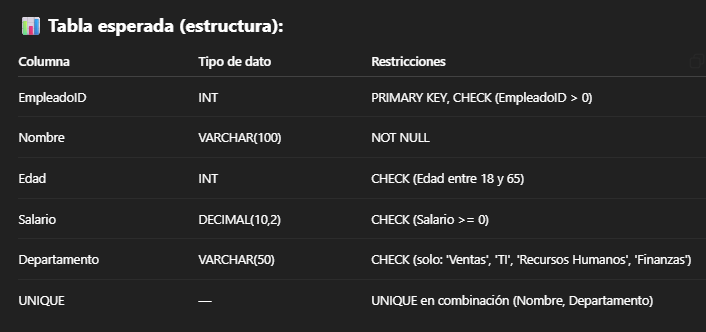 📊 Tabla esperada (estructura):
Columna Tipo de dato Restricciones
EmpleadoID INT PRIMARY KEY, CHECK (EmpleadoID > 0)
Nombre VARCHAR(100) NOT NULL
Edad INT CHECK (Edad entre 18 y 65)
Salario DECIMAL(10,2) CHECK (Salario >= 0)
Departamento VARCHAR(50) CHECK (solo: 'Ventas', 'TI', 'Recursos Humanos', 'Finanzas')
UNIQUE — UNIQUE en combinación (Nombre, Departamento)